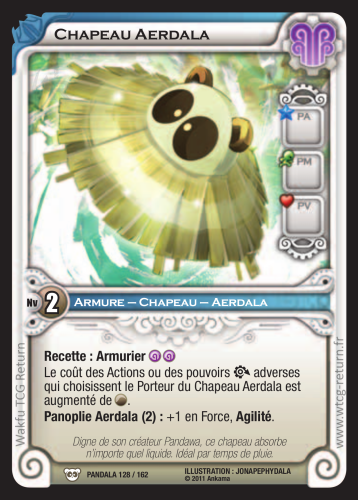 CHAPEAU AERDALA
PA
PM
PV
Nv 2 ARMURE – CHAPEAU – AERDALA
Recette : Armurier
Le coût des Actions ou des pouvoirs adverses
qui choisissent le Porteur du Chapeau Aerdala est
augmenté de .
Panoplie Aerdala (2) : +1 en Force, Agilité.
Digne de son créateur Pandawa, ce chapeau absorbe
n'importe quel liquide. Idéal par temps de pluie.
PANDALA 128 / 162
ILLUSTRATION : JONAPEPHYDALA
© 2011 Ankama
Wakfu TCG Return
www.wtcg-return.fr